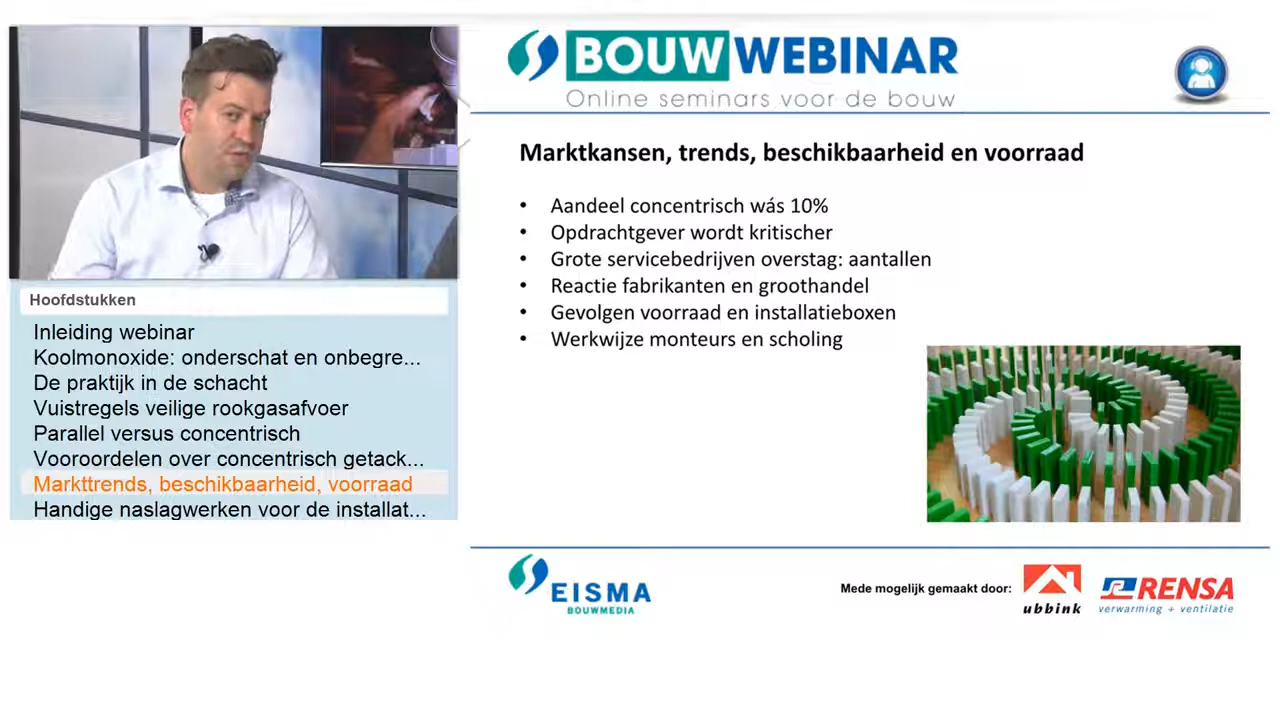 BOUWWEBINAR
Online seminars voor de bouw
Marktkansen, trends, beschikbaarheid en voorraad
• Aandeel concentrisch wás 10%
• Opdrachtgever wordt kritischer
• Grote servicebedrijven overstag: aantallen
• Reactie fabrikanten en groothandel
• Gevolgen voorraad en installatieboxen
• Werkwijze monteurs en scholing
Hoofdstukken
Inleiding webinar
Koolmonoxide: onderschat en onbegre...
De praktijk in de schacht
Vuistregels veilige rookgasafvoer
Parallel versus concentrisch
Vooroordelen over concentrisch getack...
Markttrends, beschikbaarheid, voorraad
Handige naslagwerken voor de installat...
EISMA
BOUWMEDIA
Mede mogelijk gemaakt door:
ubbink
RENSA
verwarming + ventilatie